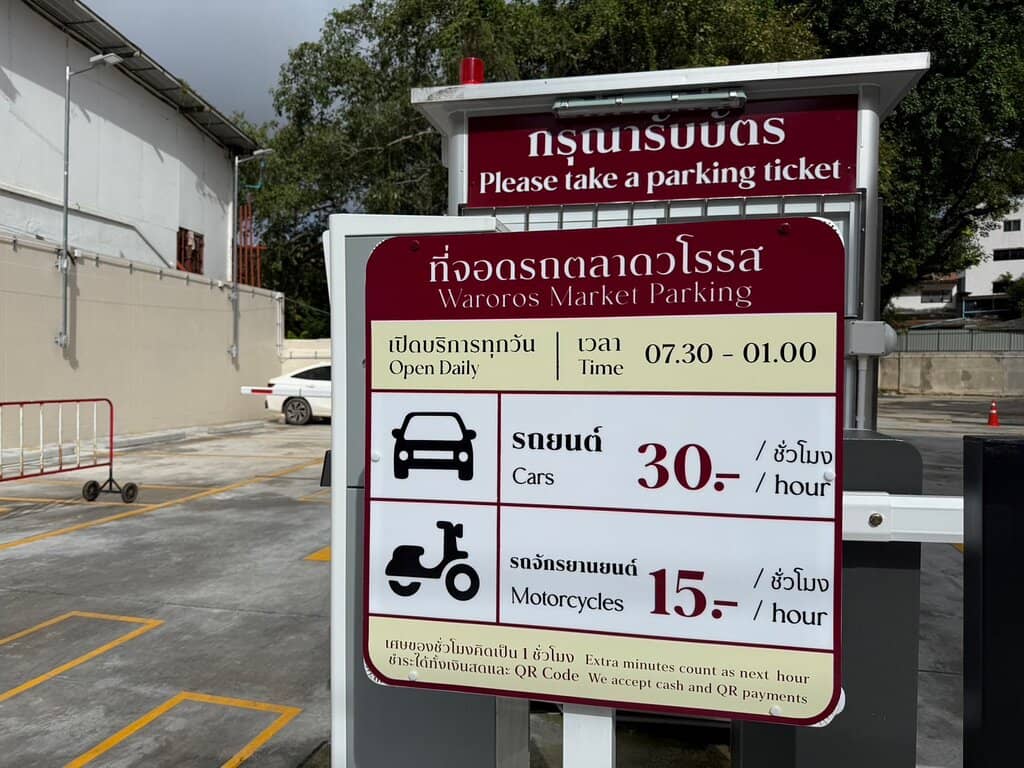 กรุณารับบัตร
Please take a parking ticket
ที่จอดรถตลาดวโรรส
Waroros Market Parking
เปิดบริการทุกวัน
Open Daily
เวลา
Time
07.30 - 01.00
รถยนต์
Cars
30.-
/ ชั่วโมง
/ hour
รถจักรยานยนต์
Motorcycles
15.-
/ ชั่วโมง
/ hour
เศษของชั่วโมงคิดเป็น 1 ชั่วโมง Extra minutes count as next hour
ชำระได้ทั้งเงินสดและ QR Code We accept cash and QR payments